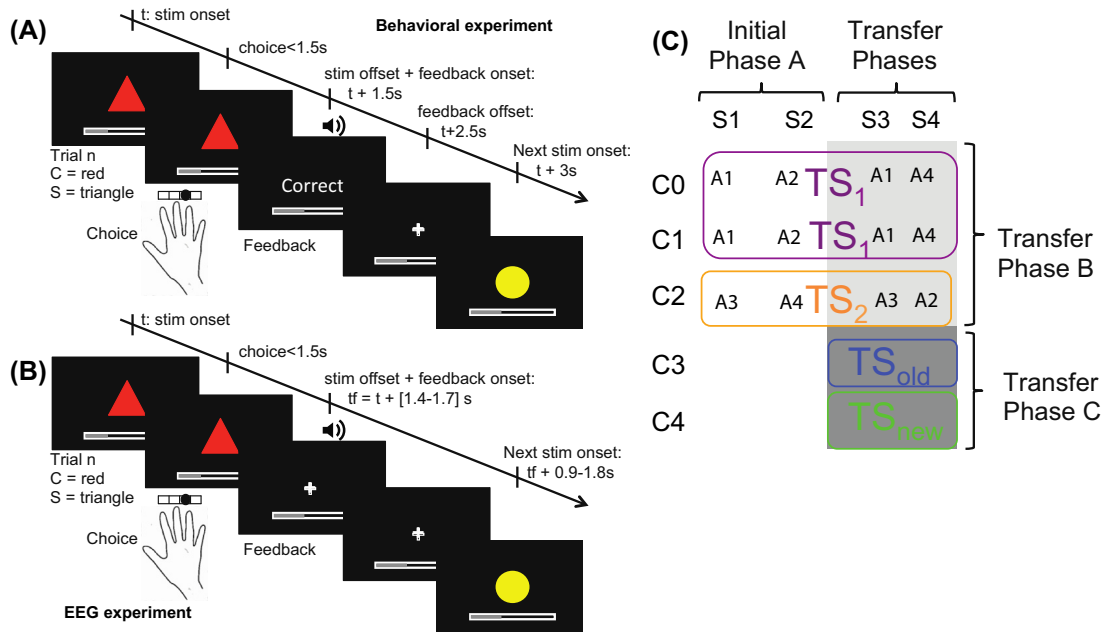 (A)
t: stim onset
Behavioral experiment
choice<1.5s
stim offset + feedback onset:
t + 1.5s
feedback offset:
t+2.5s
Next stim onset:
t + 3s
Trial n
C = red
S = triangle
Correct
Choice
Feedback
(B)
t: stim onset
choice<1.5s
stim offset + feedback onset:
tf = t + [1.4-1.7] s
Next stim onset:
tf + 0.9-1.8s
Trial n
C = red
S = triangle
Choice
Feedback
EEG experiment
(C)
Initial
Phase A
Transfer
Phases
S1 S2 S3 S4
C0 A1 A2 TS1 A1 A4
C1 A1 A2 TS1 A1 A4
C2 A3 A4 TS2 A3 A2
Transfer
Phase B
C3 TSold
C4 TSnew
Transfer
Phase C